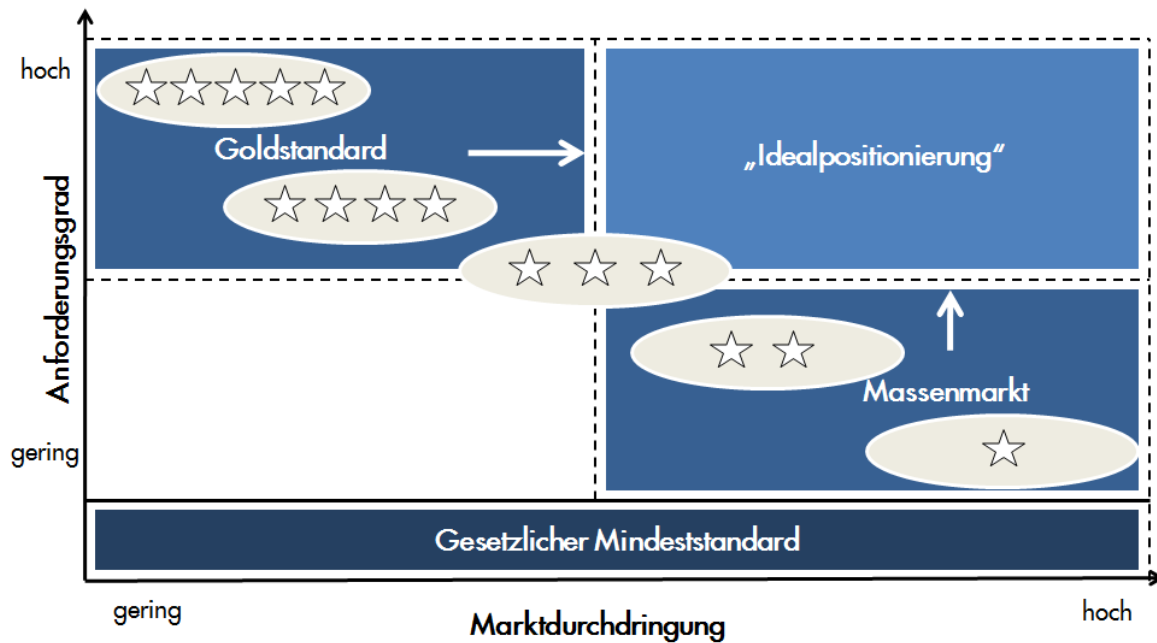 hoch
Goldstandard
„Idealpositionierung“
Anforderungsgrad
Massenmarkt
gering
Gesetzlicher Mindeststandard
gering
Marktdurchdringung
hoch